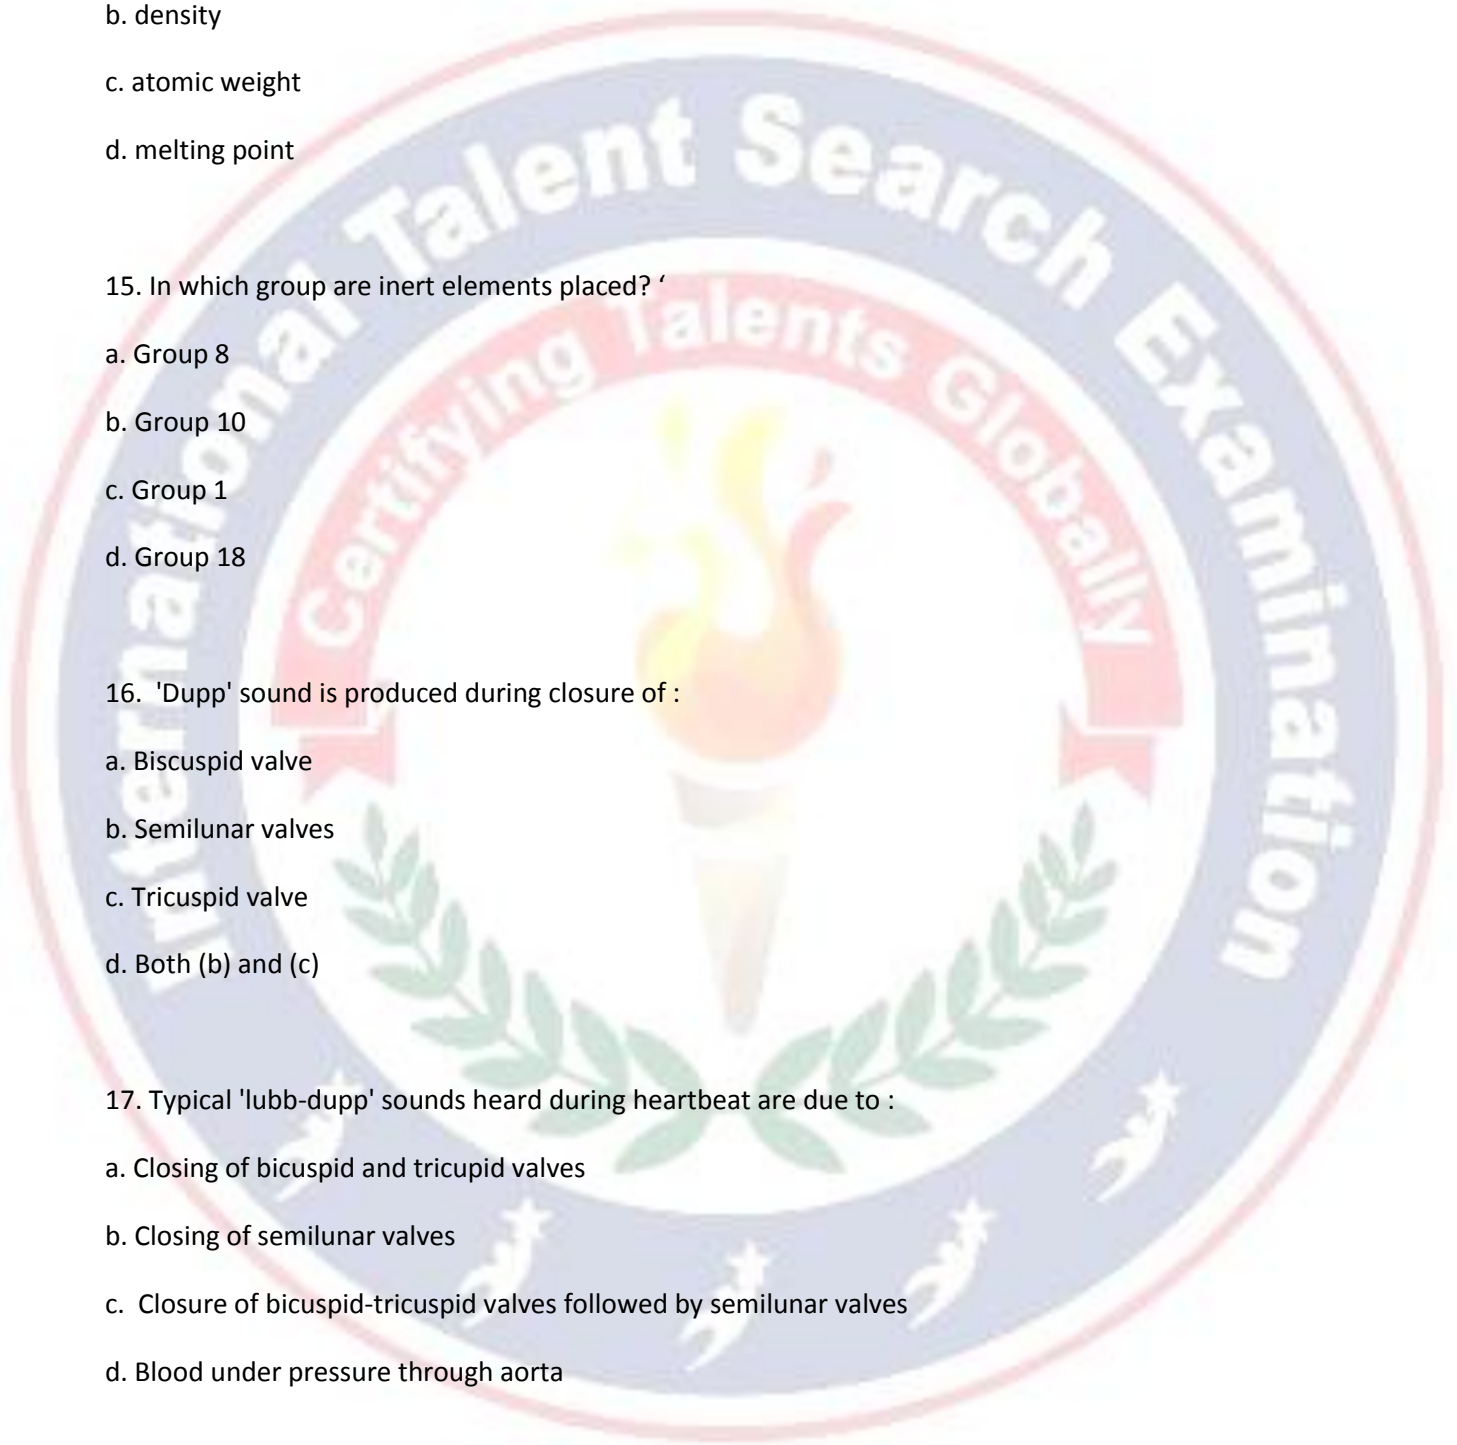 b. density
c. atomic weight
d. melting point
15. In which group are inert elements placed? ‘
a. Group 8
b. Group 10
c. Group 1
d. Group 18
16.  'Dupp' sound is produced during closure of :
a. Biscuspid valve
b. Semilunar valves
c. Tricuspid valve
d. Both (b) and (c)
17. Typical 'lubb-dupp' sounds heard during heartbeat are due to :
a. Closing of bicuspid and tricupid valves
b. Closing of semilunar valves
c.  Closure of bicuspid-tricuspid valves followed by semilunar valves
d. Blood under pressure through aorta
International Talent Search Examination
Certifying Talents Globally